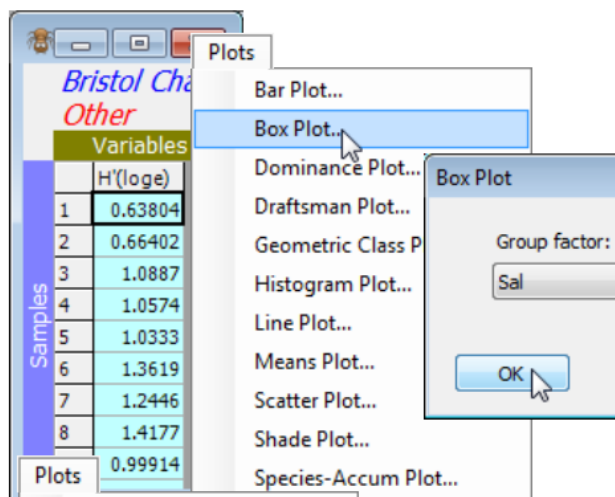 Plots
Bristol Cha
Other
Variables
H'(loge)
Samples
1 0.63804
2 0.66402
3 1.0887
4 1.0574
5 1.0333
6 1.3619
7 1.2446
8 1.4177
0.99914
Bar Plot...
Box Plot...
Dominance Plot...
Draftsman Plot...
Geometric Class P
Histogram Plot...
Line Plot...
Means Plot...
Scatter Plot...
Shade Plot...
Species-Accum Plot...
Box Plot
Group factor:
Sal
OK
Plots